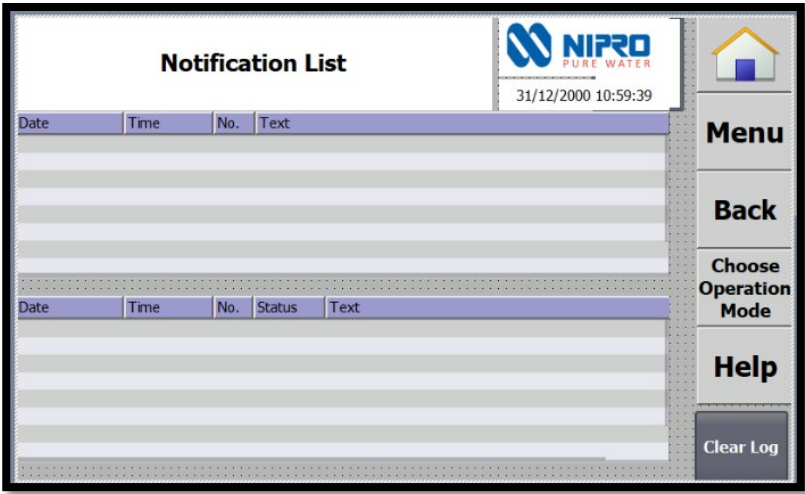 Notification List
NIPRO
PURE WATER
31/12/2000 10:59:39
Date Time No. Text
Date Time No. Status Text
Menu
Back
Choose
Operation
Mode
Help
Clear Log